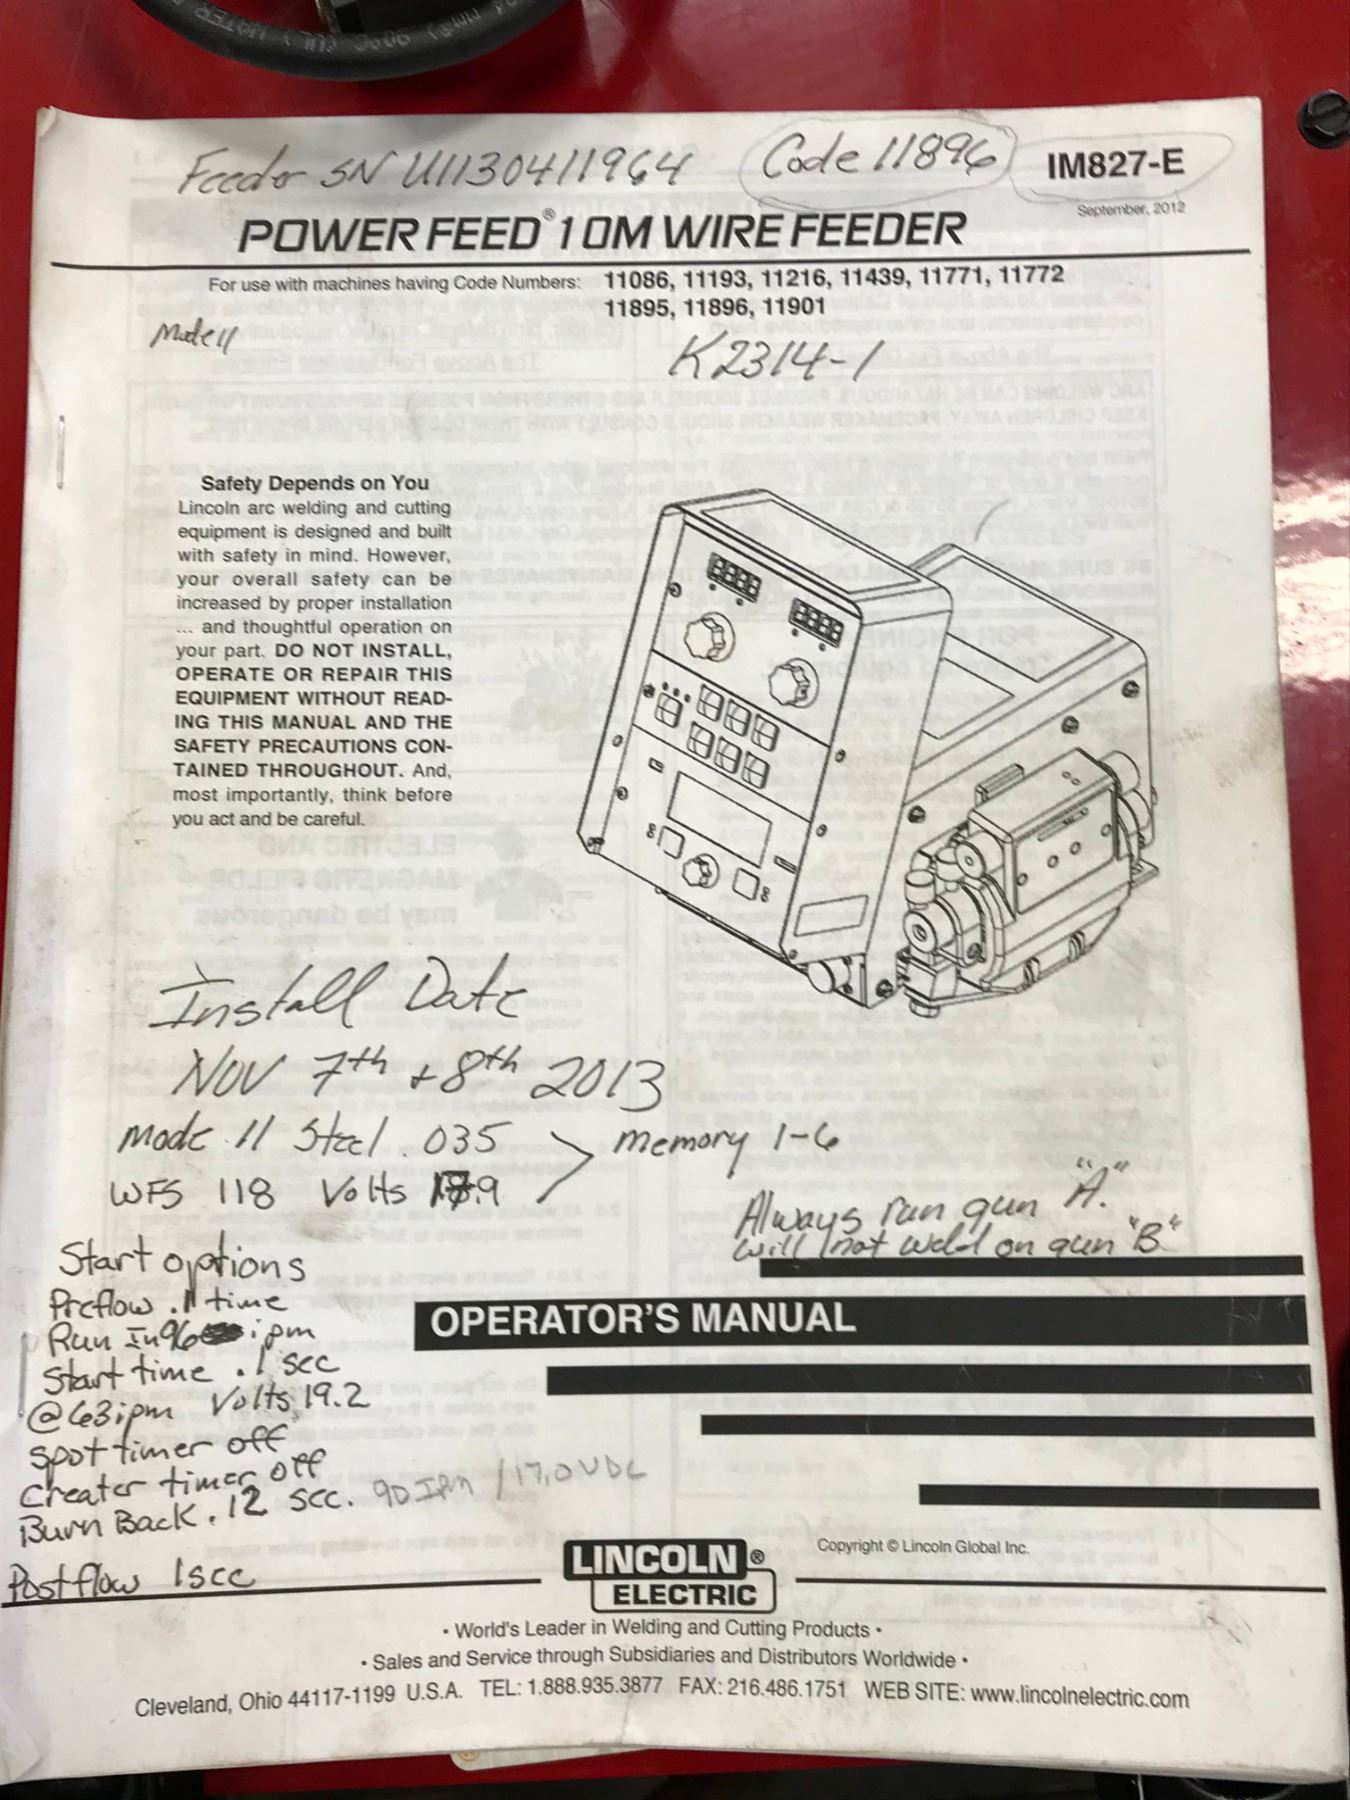 Feeder SN U1130411964 Code 11896 IM827-E
September, 2012
POWER FEED® 10M WIRE FEEDER
For use with machines having Code Numbers: 11086, 11193, 11216, 11439, 11771, 11772
11895, 11896, 11901
Mode 11
K2314-1
Safety Depends on You
Lincoln arc welding and cutting
equipment is designed and built
with safety in mind. However,
your overall safety can be
increased by proper installation
... and thoughtful operation on
your part. DO NOT INSTALL,
OPERATE OR REPAIR THIS
EQUIPMENT WITHOUT READ-
ING THIS MANUAL AND THE
SAFETY PRECAUTIONS CON-
TAINED THROUGHOUT. And,
most importantly, think before
you act and be careful.
Install Date
Nov 7th + 8th 2013
Mode 11 Steel .035 > memory 1-6
WFS 118 Volts
Always run gun "A".
will not weld on gun "B"
Start options
Preflow .1 time
Run In 96 ipm
Start time .1 sec
@ 63 ipm Volts 19.2
Spot timer off
Creater timer off
Burn Back .12 sec. 90 Ipm / 17.0 VDC
Postflow 1 sec
OPERATOR'S MANUAL
Copyright © Lincoln Global Inc.
LINCOLN ®
ELECTRIC
• World's Leader in Welding and Cutting Products •
• Sales and Service through Subsidiaries and Distributors Worldwide •
Cleveland, Ohio 44117-1199 U.S.A. TEL: 1.888.935.3877 FAX: 216.486.1751 WEB SITE: www.lincolnelectric.com